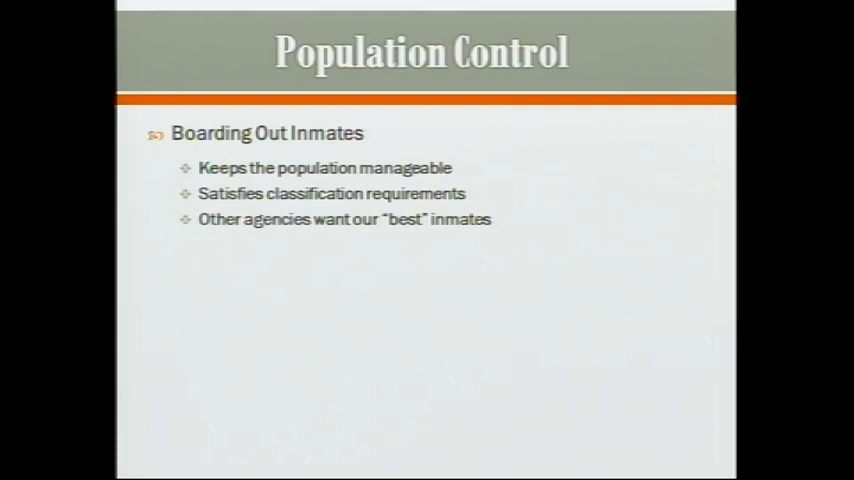 Population Control
Boarding Out Inmates
Keeps the population manageable
Satisfies classification requirements
Other agencies want our “best” inmates